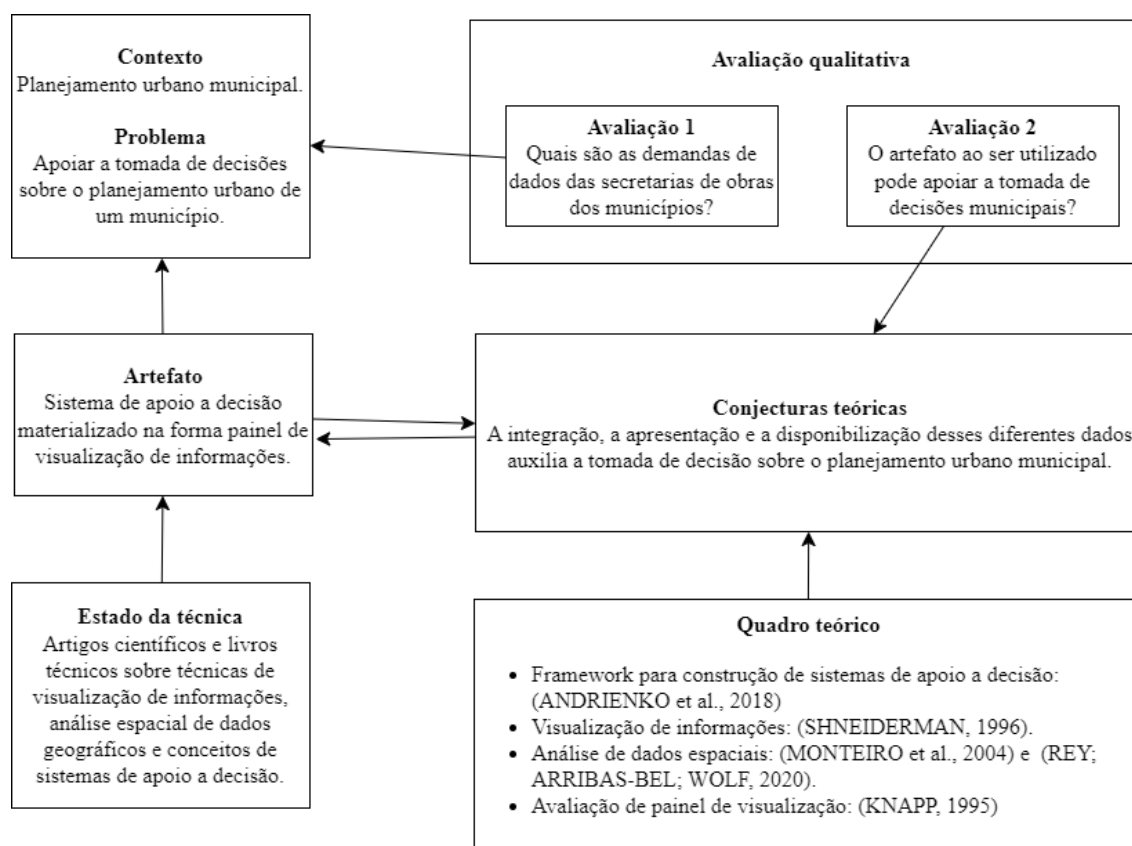 Contexto
Planejamento urbano municipal.
Problema
Apoiar a tomada de decisões
sobre o planejamento urbano de
um município.
Avaliação qualitativa
Avaliação 1
Quais são as demandas de
dados das secretarias de obras
dos municípios?
Avaliação 2
O artefato ao ser utilizado
pode apoiar a tomada de
decisões municipais?
Artefato
Sistema de apoio a decisão
materializado na forma painel de
visualização de informações.
Conjecturas teóricas
A integração, a apresentação e a disponibilização desses diferentes dados
auxilia a tomada de decisão sobre o planejamento urbano municipal.
Estado da técnica
Artigos científicos e livros
técnicos sobre técnicas de
visualização de informações,
análise espacial de dados
geográficos e conceitos de
sistemas de apoio a decisão.
Quadro teórico
• Framework para construção de sistemas de apoio a decisão:
(ANDRIENKO et al., 2018)
• Visualização de informações: (SHNEIDERMAN, 1996).
• Análise de dados espaciais: (MONTEIRO et al., 2004) e (REY;
ARRIBAS-BEL; WOLF, 2020).
• Avaliação de painel de visualização: (KNAPP, 1995)